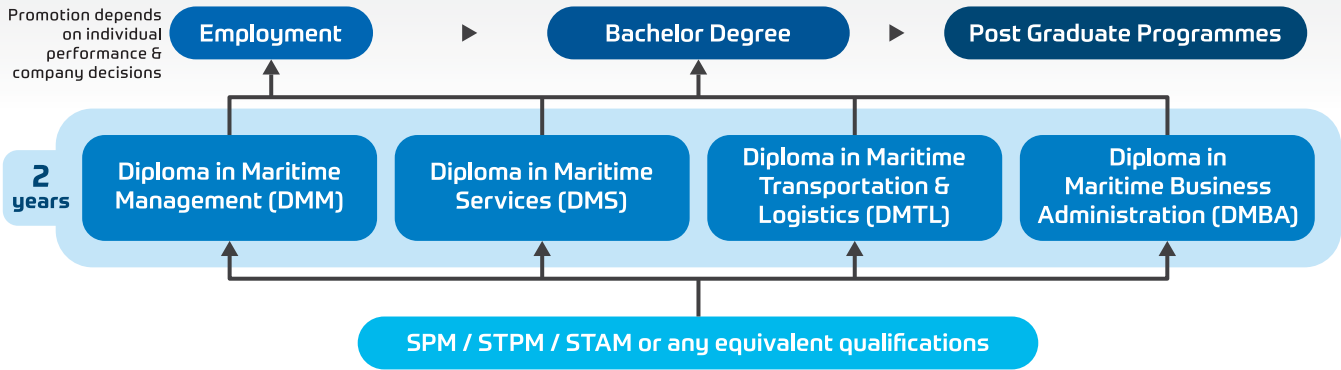 Promotion depends
on individual
performance &
company decisions
Employment
Bachelor Degree
Post Graduate Programmes
2
years
Diploma in Maritime
Management (DMM)
Diploma in Maritime
Services (DMS)
Diploma in Maritime
Transportation &
Logistics (DMTL)
Diploma in
Maritime Business
Administration (DMBA)
SPM / STPM / STAM or any equivalent qualifications